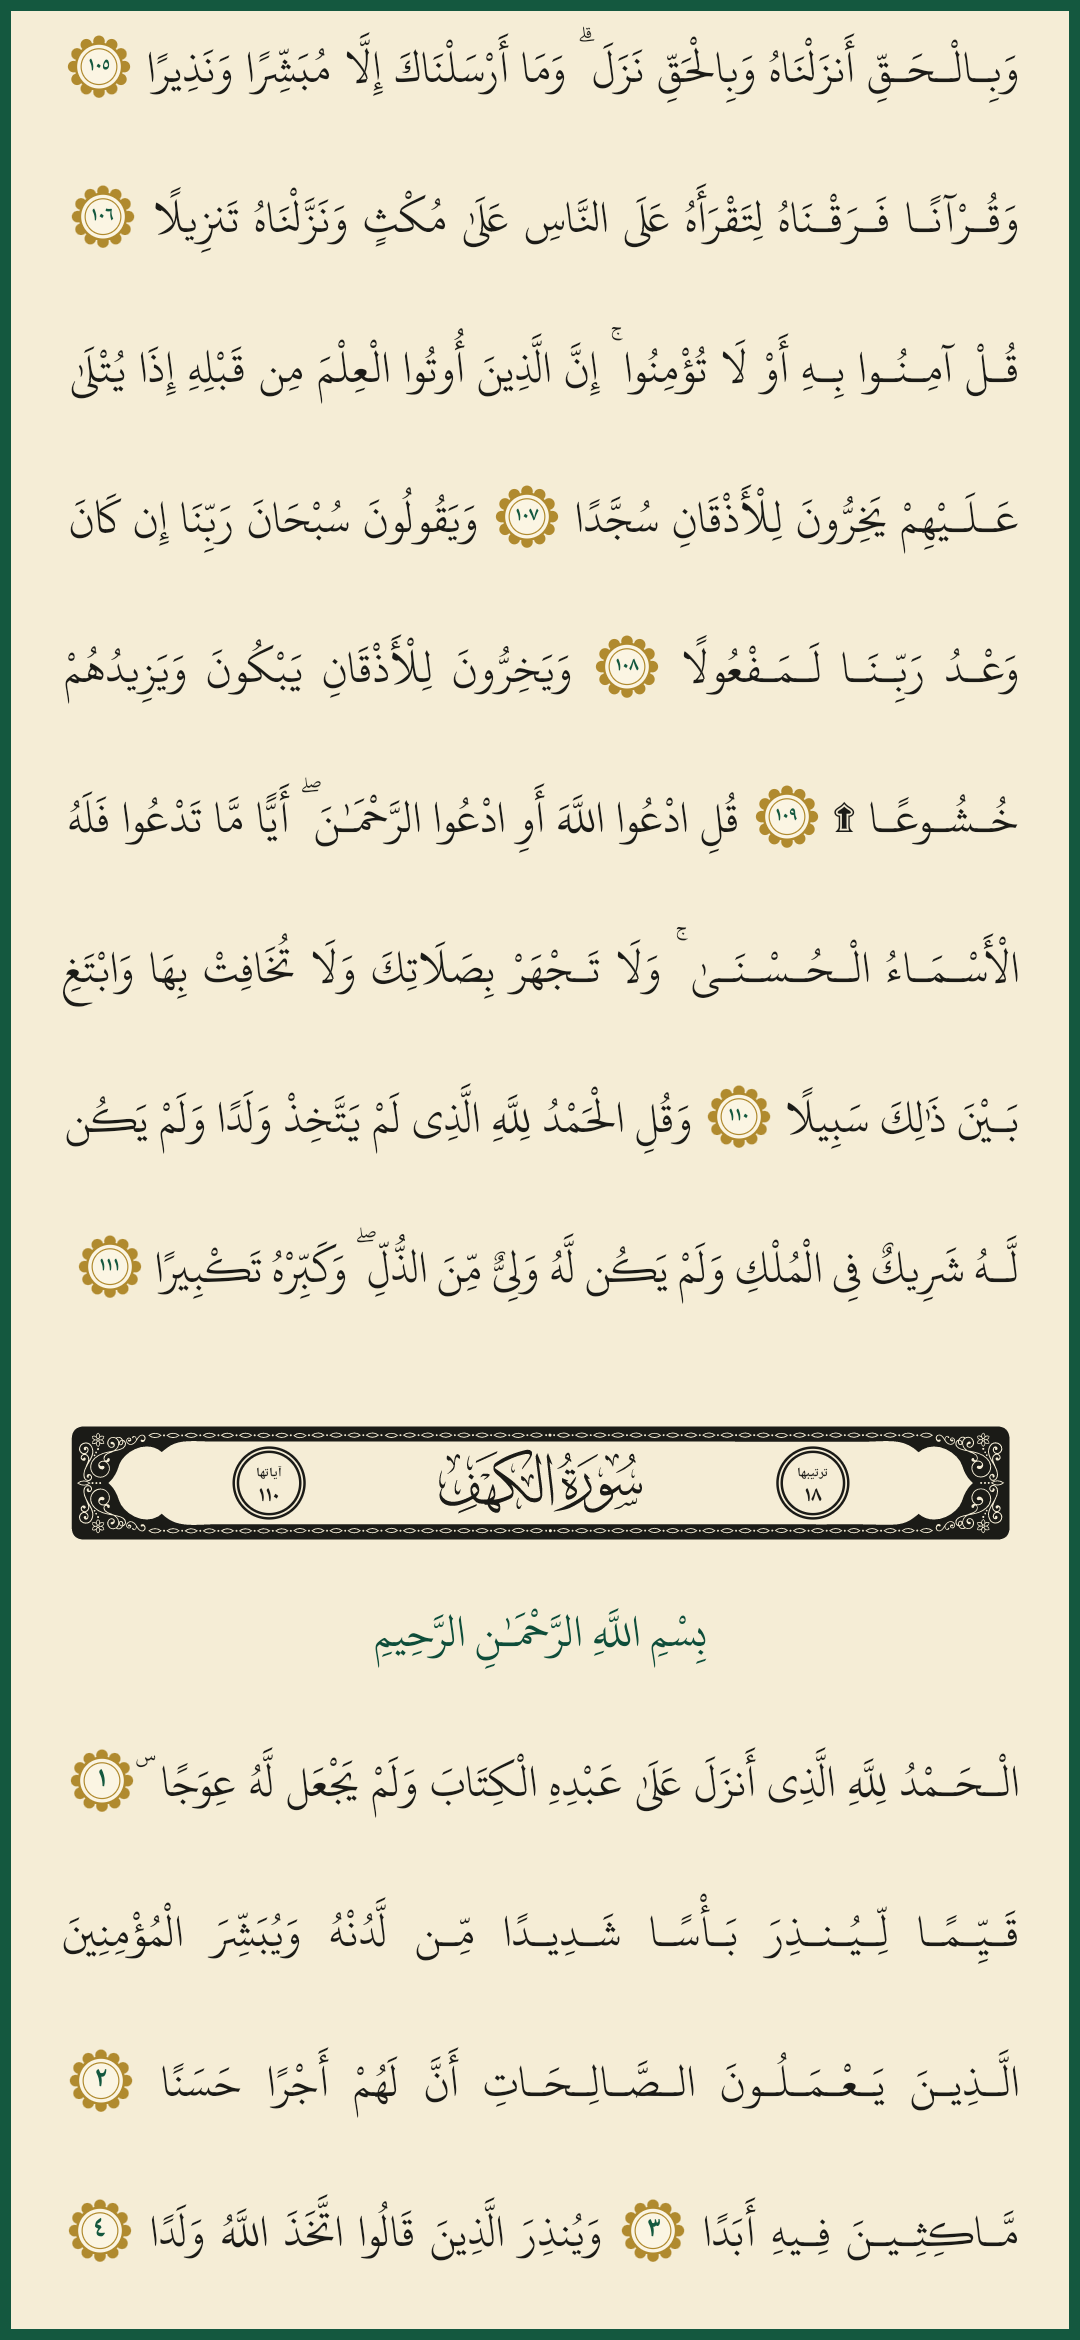 وَبِالْحَقِّ أَنزَلْنَاهُ وَبِالْحَقِّ نَزَلَ ۗ وَمَا أَرْسَلْنَاكَ إِلَّا مُبَشِّرًا وَنَذِيرًا ١٠٥
وَقُرْآنًا فَرَقْنَاهُ لِتَقْرَأَهُ عَلَى النَّاسِ عَلَىٰ مُكْثٍ وَنَزَّلْنَاهُ تَنزِيلًا ١٠٦
قُلْ آمِنُوا بِهِ أَوْ لَا تُؤْمِنُوا ۚ إِنَّ الَّذِينَ أُوتُوا الْعِلْمَ مِن قَبْلِهِ إِذَا يُتْلَىٰ
عَلَيْهِمْ يَخِرُّونَ لِلْأَذْقَانِ سُجَّدًا ١٠٧ وَيَقُولُونَ سُبْحَانَ رَبِّنَا إِن كَانَ
وَعْدُ رَبِّنَا لَمَفْعُولًا ١٠٨ وَيَخِرُّونَ لِلْأَذْقَانِ يَبْكُونَ وَيَزِيدُهُمْ
خُشُوعًا ۩ ١٠٩ قُلِ ادْعُوا اللَّهَ أَوِ ادْعُوا الرَّحْمَٰنَ ۖ أَيًّا مَّا تَدْعُوا فَلَهُ
الْأَسْمَاءُ الْحُسْنَىٰ ۚ وَلَا تَجْهَرْ بِصَلَاتِكَ وَلَا تُخَافِتْ بِهَا وَابْتَغِ
بَيْنَ ذَٰلِكَ سَبِيلًا ١١٠ وَقُلِ الْحَمْدُ لِلَّهِ الَّذِى لَمْ يَتَّخِذْ وَلَدًا وَلَمْ يَكُن
لَّهُ شَرِيكٌ فِى الْمُلْكِ وَلَمْ يَكُن لَّهُ وَلِىٌّ مِّنَ الذُّلِّ ۖ وَكَبِّرْهُ تَكْبِيرًا ١١١
ترتيبها ١٨ سُورَةُ الكَهَفِ آياتها ١١٠
بِسْمِ اللَّهِ الرَّحْمَٰنِ الرَّحِيمِ
الْحَمْدُ لِلَّهِ الَّذِى أَنزَلَ عَلَىٰ عَبْدِهِ الْكِتَابَ وَلَمْ يَجْعَل لَّهُ عِوَجًا ۜ ١
قَيِّمًا لِّيُنذِرَ بَأْسًا شَدِيدًا مِّن لَّدُنْهُ وَيُبَشِّرَ الْمُؤْمِنِينَ
الَّذِينَ يَعْمَلُونَ الصَّالِحَاتِ أَنَّ لَهُمْ أَجْرًا حَسَنًا ٢
مَّاكِثِينَ فِيهِ أَبَدًا ٣ وَيُنذِرَ الَّذِينَ قَالُوا اتَّخَذَ اللَّهُ وَلَدًا ٤